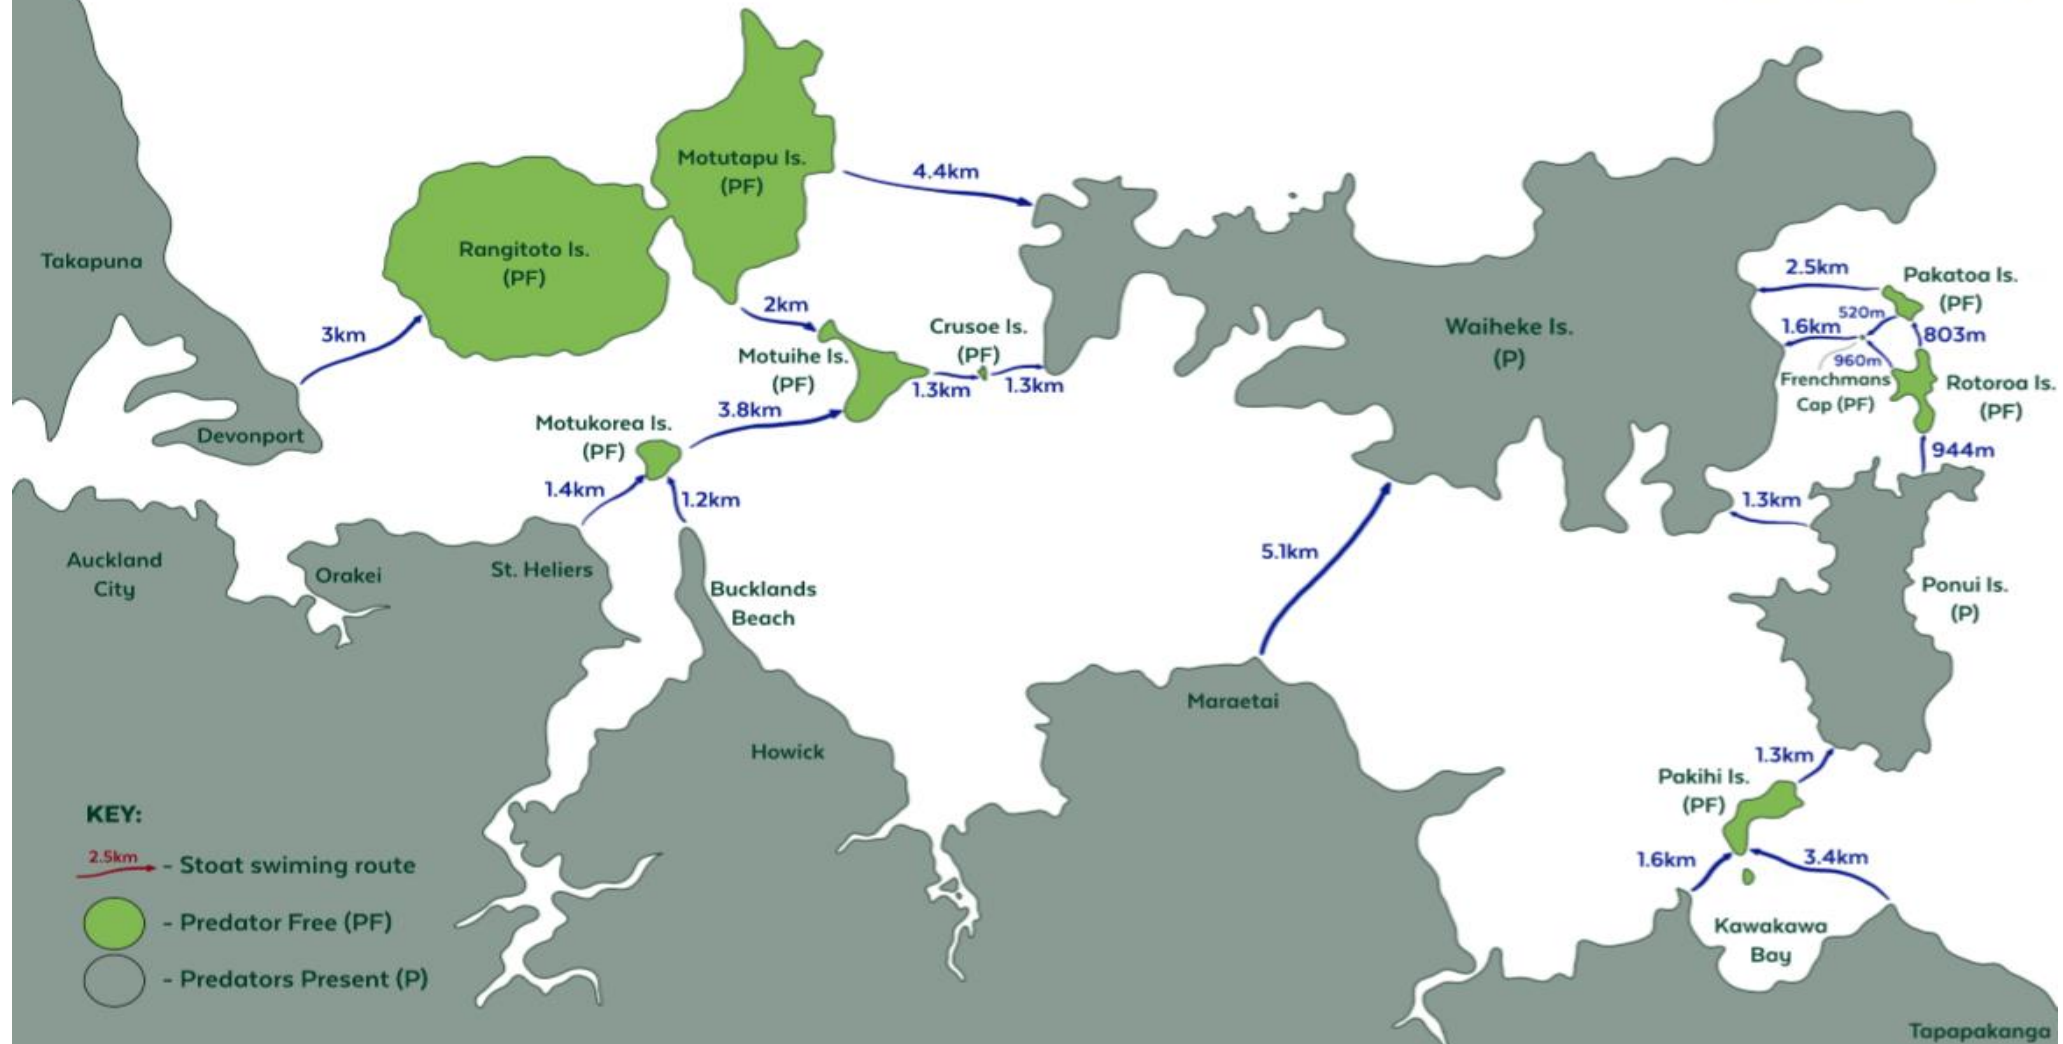 Motutapu Is.
(PF)
4.4km
Rangitoto Is.
(PF)
Takapuna
3km
2km
Crusoe Is.
(PF)
Motuihe Is.
(PF)
1.3km
1.3km
3.8km
Motukorea Is.
(PF)
Devonport
1.4km
1.2km
Waiheke Is.
(P)
2.5km
Pakatoa Is.
(PF)
520m
1.6km
803m
960m
Frenchmans
Cap (PF)
Rotoroa Is.
(PF)
944m
1.3km
5.1km
Auckland
City
Orakei
St. Heliers
Bucklands
Beach
Ponui Is.
(P)
Maraetai
Howick
1.3km
Pakihi Is.
(PF)
1.6km
3.4km
Kawakawa
Bay
Tapapakanga
KEY:
2.5km
- Stoat swiming route
- Predator Free (PF)
- Predators Present (P)